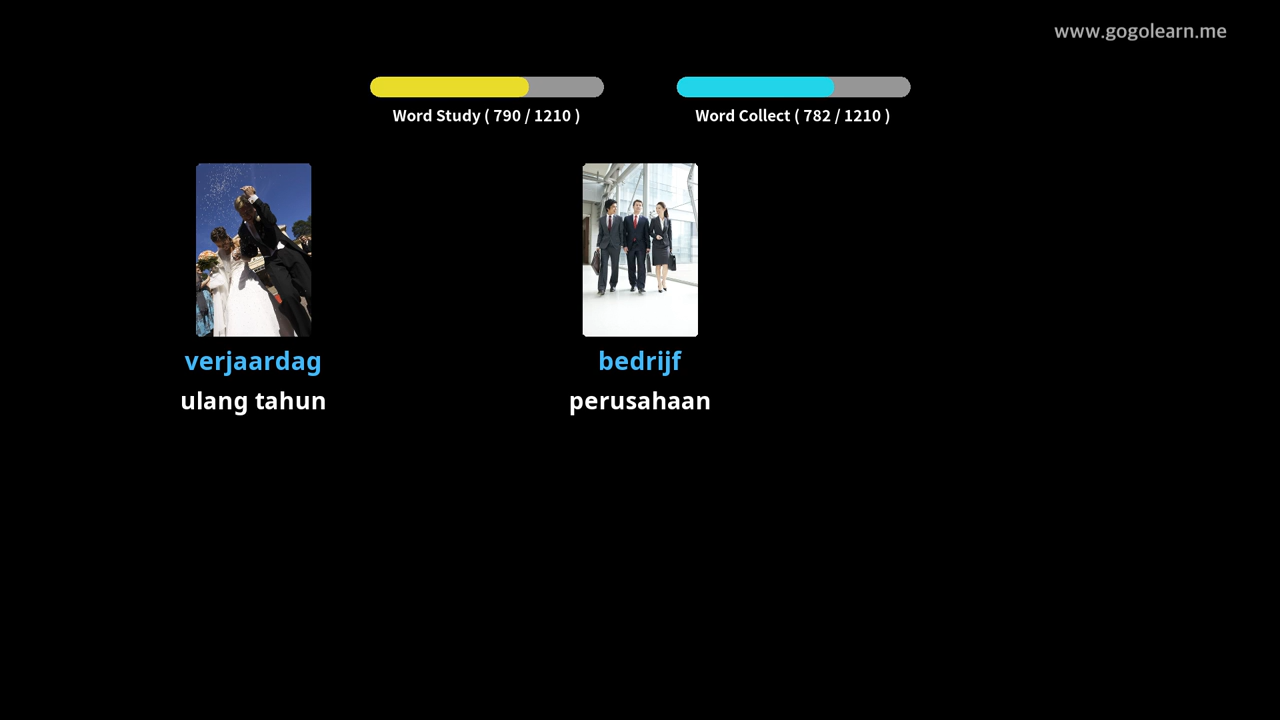 www.gogolearn.me
Word Study ( 790 / 1210 )
Word Collect ( 782 / 1210 )
verjaardag
ulang tahun
bedrijf
perusahaan